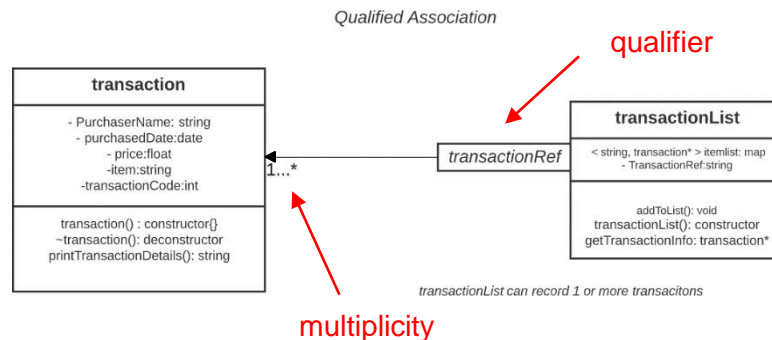 Qualified Association
qualifier
transaction
- PurchaserName: string
- purchasedDate:date
- price:float
-item:string
-transactionCode:int
transaction() : constructor{}
~transaction(): deconstructor
printTransactionDetails(): string
1...*
transactionRef
transactionList
< string, transaction* > itemlist: map
- TransactionRef:string
addToList(): void
transactionList(): constructor
getTransactionInfo: transaction*
transactionList can record 1 or more transacitons
multiplicity